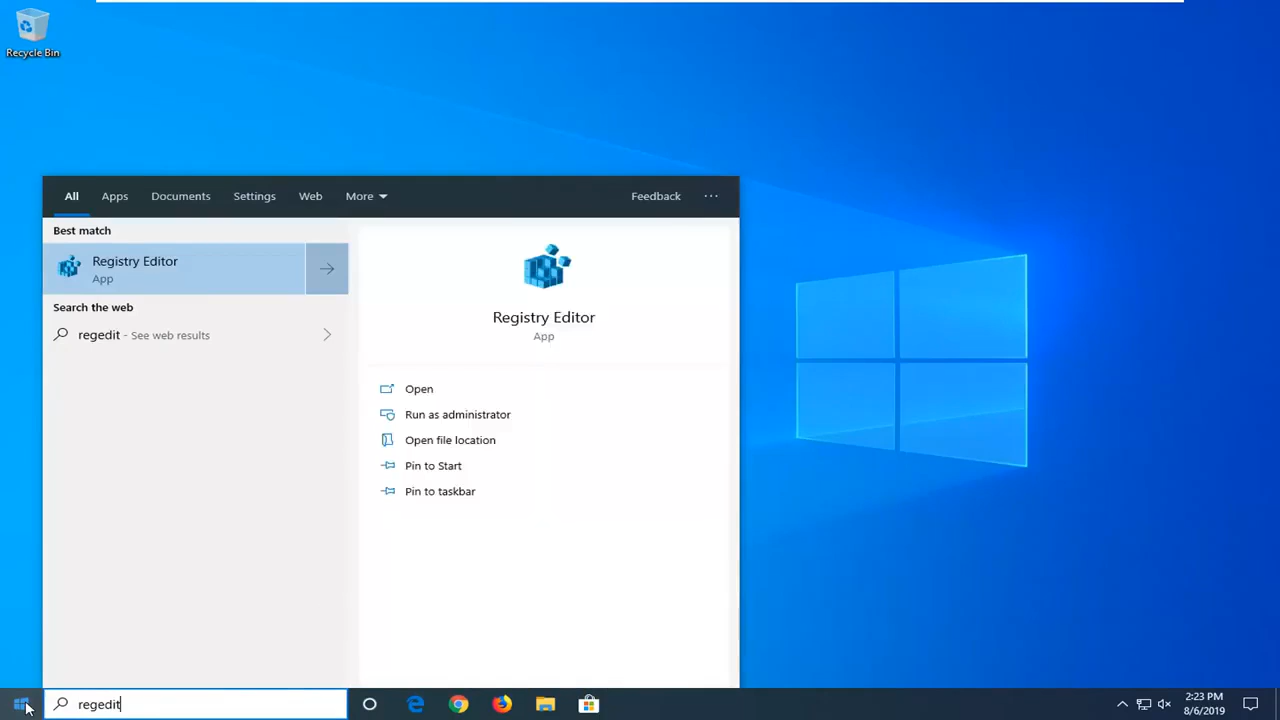 Recycle Bin
All Apps Documents Settings Web More Feedback ...
Best match
Registry Editor
App
Search the web
regedit - See web results
Registry Editor
App
Open
Run as administrator
Open file location
Pin to Start
Pin to taskbar
regedit
2:23 PM
8/6/2019